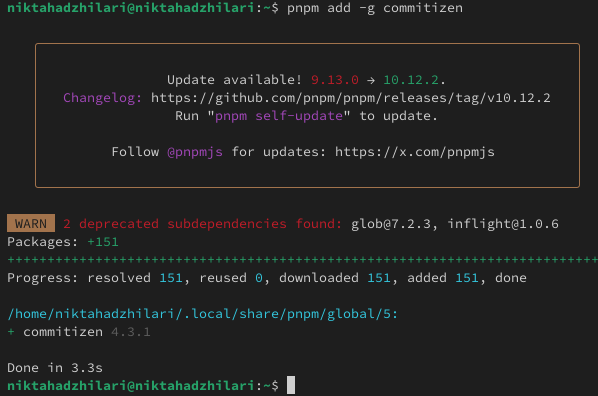 niktahadzhilari@niktahadzhilari:~$ pnpm add -g commitizen
Update available! 9.13.0 → 10.12.2.
Changelog: https://github.com/pnpm/pnpm/releases/tag/v10.12.2
Run "pnpm self-update" to update.
Follow @pnpmjs for updates: https://x.com/pnpmjs
WARN 2 deprecated subdependencies found: glob@7.2.3, inflight@1.0.6
Packages: +151
++++++++++++++++++++++++++++++++++++++++++++++++++++++++++++++++++++++++++
Progress: resolved 151, reused 0, downloaded 151, added 151, done
/home/niktahadzhilari/.local/share/pnpm/global/5:
+ commitizen 4.3.1
Done in 3.3s
niktahadzhilari@niktahadzhilari:~$